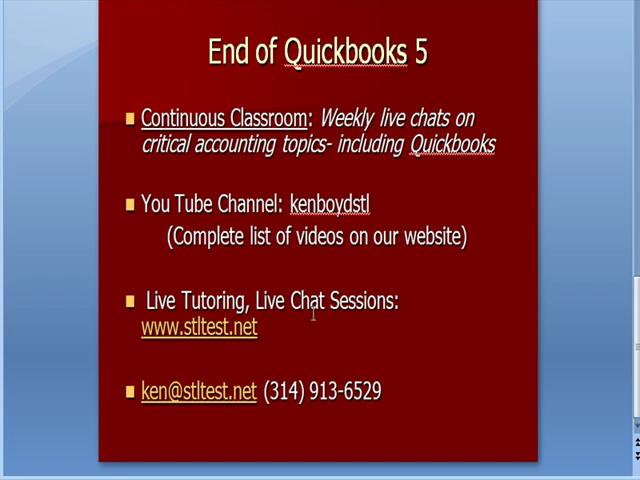 End of Quickbooks 5
Continuous Classroom: Weekly live chats on
critical accounting topics- including Quickbooks
You Tube Channel: kenboydstl
(Complete list of videos on our website)
Live Tutoring, Live Chat Sessions:
www.stltest.net
ken@stltest.net (314) 913-6529